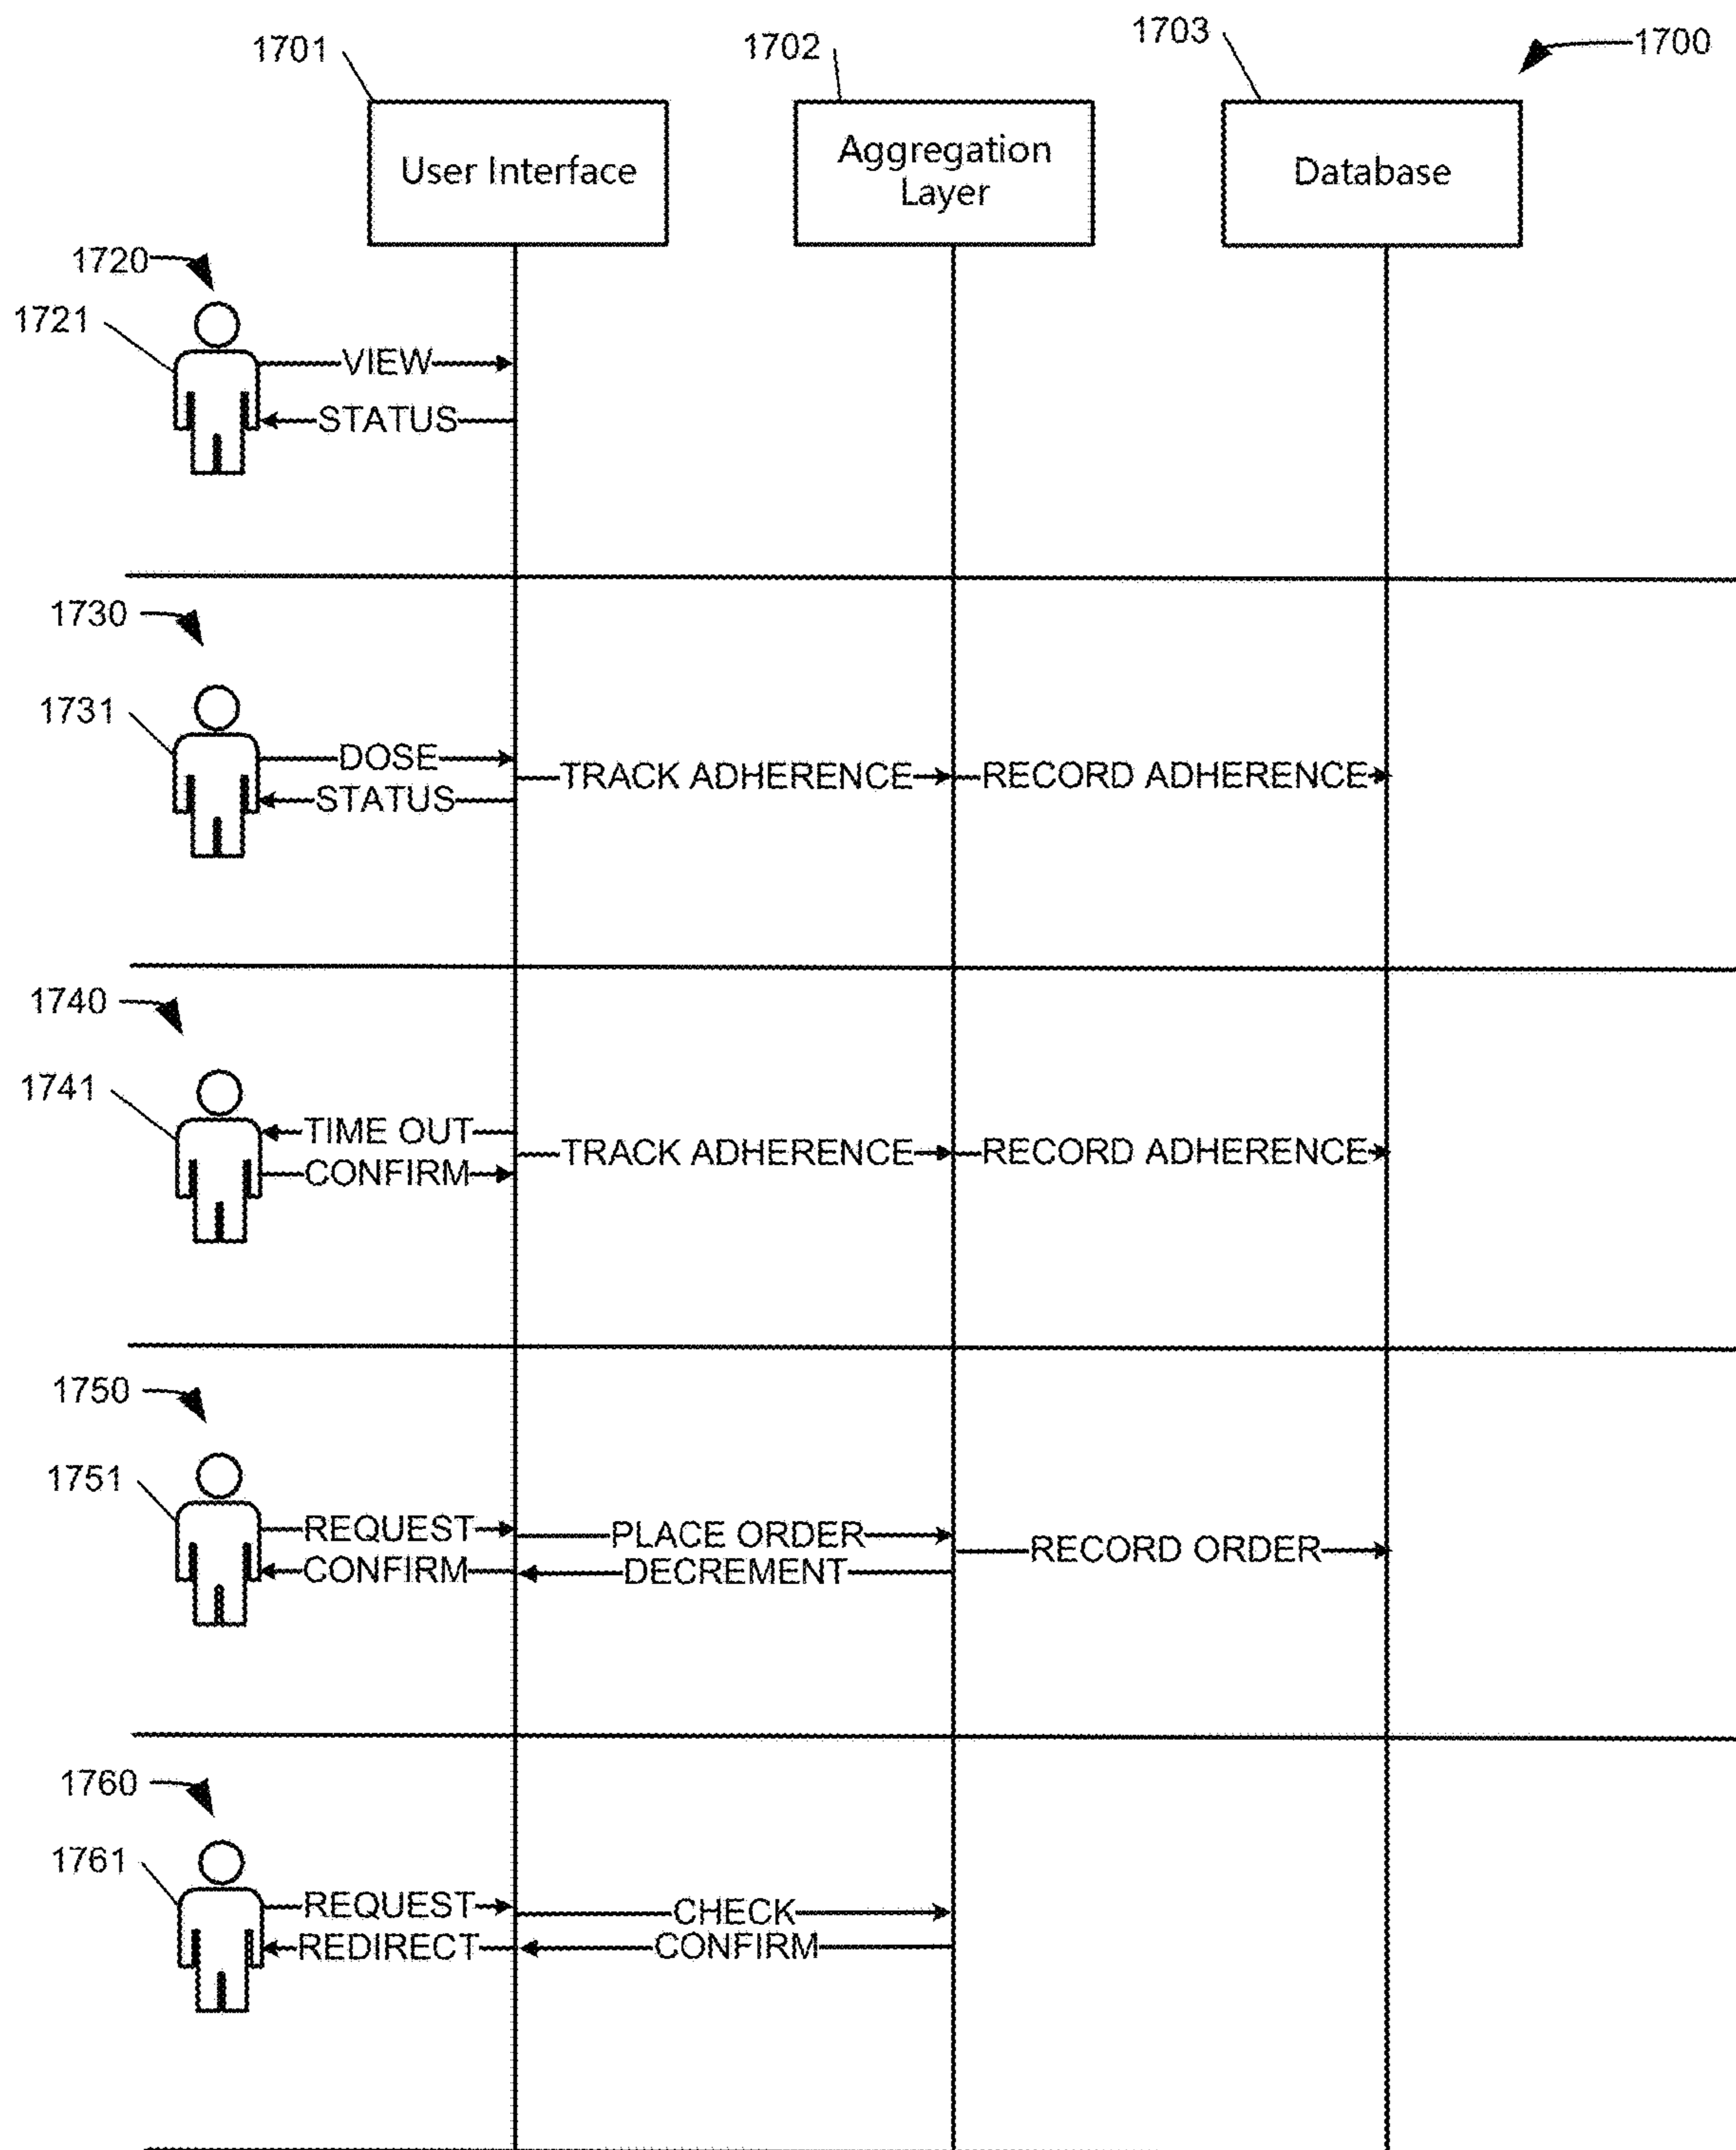 1701
1702
1703
1700
User Interface
Aggregation
Layer
Database
1720
1721
VIEW
STATUS
1730
1731
DOSE
TRACK ADHERENCE
RECORD ADHERENCE
STATUS
1740
1741
TIME OUT
TRACK ADHERENCE
RECORD ADHERENCE
CONFIRM
1750
1751
REQUEST
PLACE ORDER
RECORD ORDER
CONFIRM
DECREMENT
1760
1761
REQUEST
CHECK
REDIRECT
CONFIRM